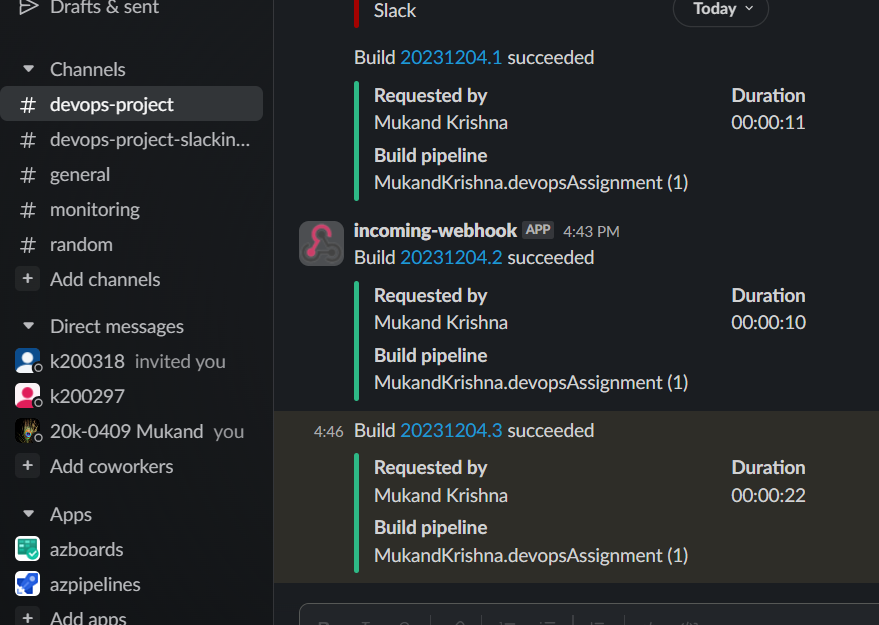 Drafts & sent
Channels
# devops-project
# devops-project-slackin...
# general
# monitoring
# random
+ Add channels
Direct messages
k200318 invited you
k200297
20k-0409 Mukand you
+ Add coworkers
Apps
azboards
azpipelines
+ Add apps
Slack
Today
Build 20231204.1 succeeded
Requested by Duration
Mukand Krishna 00:00:11
Build pipeline
MukandKrishna.devopsAssignment (1)
incoming-webhook APP 4:43 PM
Build 20231204.2 succeeded
Requested by Duration
Mukand Krishna 00:00:10
Build pipeline
MukandKrishna.devopsAssignment (1)
4:46 Build 20231204.3 succeeded
Requested by Duration
Mukand Krishna 00:00:22
Build pipeline
MukandKrishna.devopsAssignment (1)